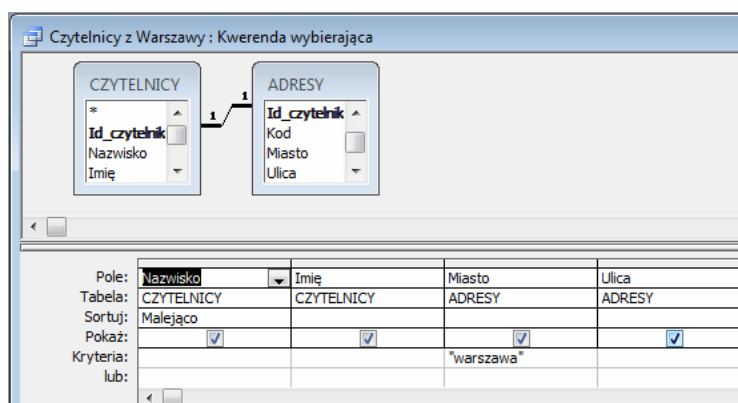 Czytelnicy z Warszawy : Kwerenda wybierająca
CZYTELNICY
*
Id_czytelnik
Nazwisko
Imię
1
1
ADRESY
Id_czytelnik
Kod
Miasto
Ulica
Pole: Nazwisko Imię Miasto Ulica
Tabela: CZYTELNICY CZYTELNICY ADRESY ADRESY
Sortuj: Malejąco
Pokaż:
Kryteria: "warszawa"
lub: